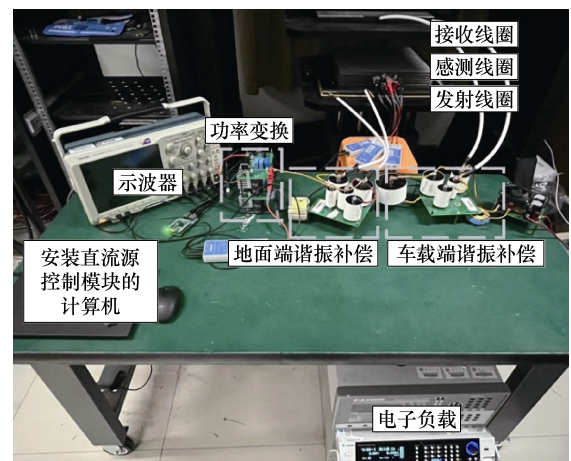 接收线圈
感测线圈
发射线圈
功率变换
示波器
地面端谐振补偿
车载端谐振补偿
安装直流源
控制模块的
计算机
电子负载